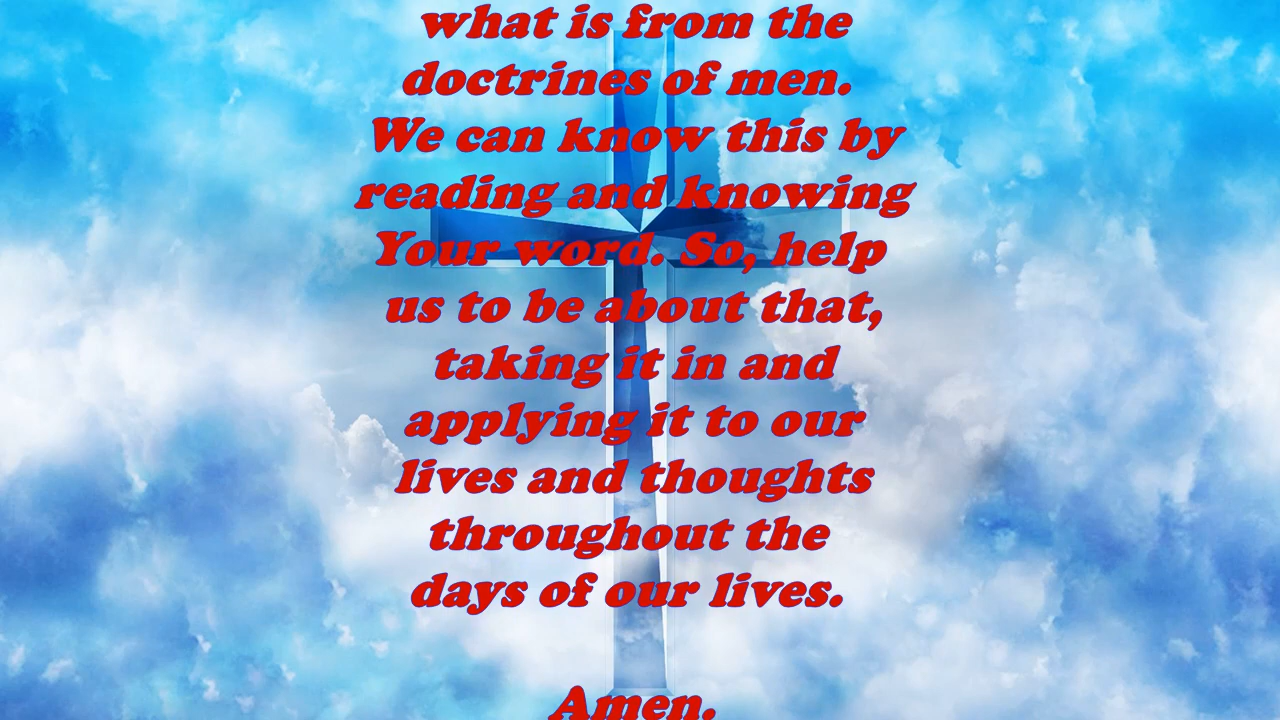 what is from the
doctrines of men.
We can know this by
reading and knowing
Your word. So, help
us to be about that,
taking it in and
applying it to our
lives and thoughts
throughout the
days of our lives.
Amen.